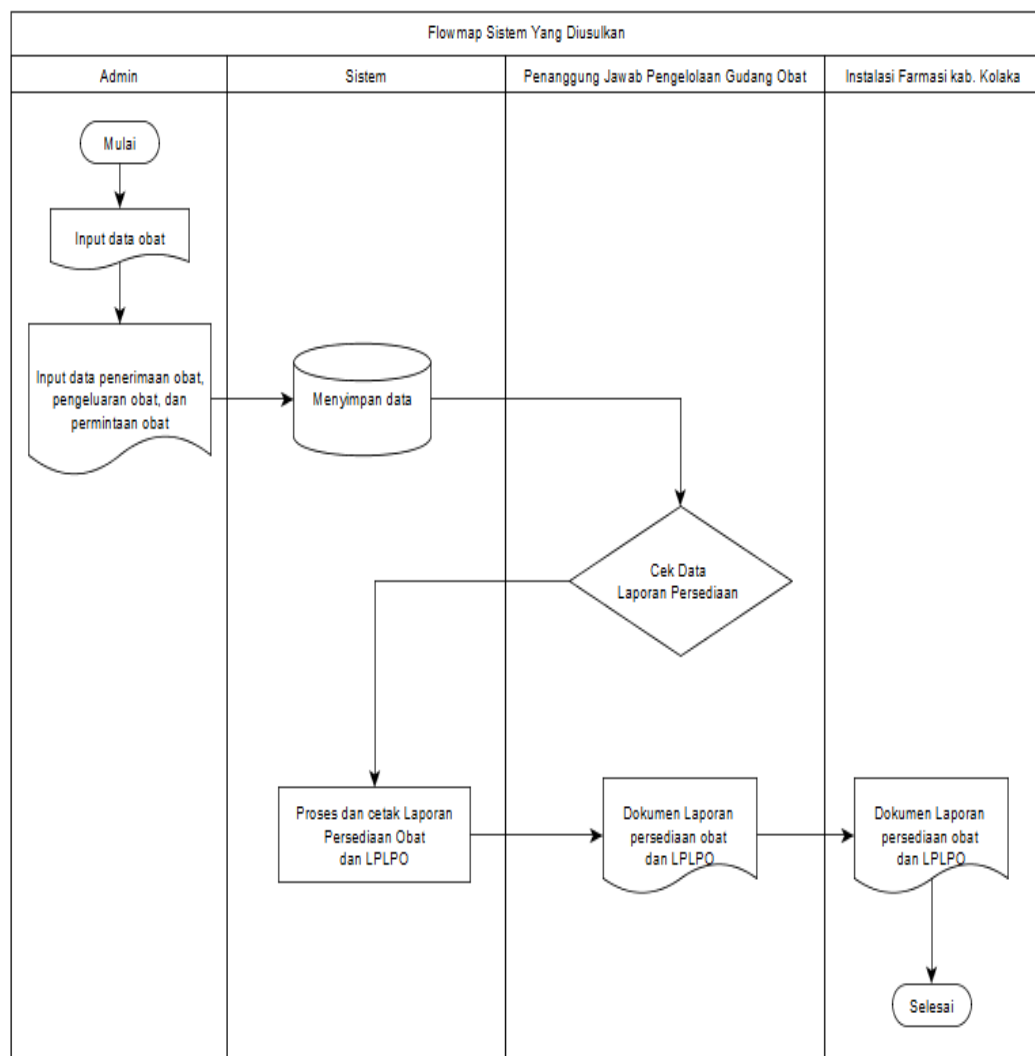 Flowmap Sistem Yang Diusulkan
Admin
Sistem
Penanggung Jawab Pengelolaan Gudang Obat
Instalasi Farmasi kab. Kolaka
Mulai
Input data obat
Input data penerimaan obat,
pengeluaran obat, dan
permintaan obat
Menyimpan data
Cek Data
Laporan Persediaan
Proses dan cetak Laporan
Persediaan Obat
dan LPLPO
Dokumen Laporan
persediaan obat
dan LPLPO
Dokumen Laporan
persediaan obat
dan LPLPO
Selesai